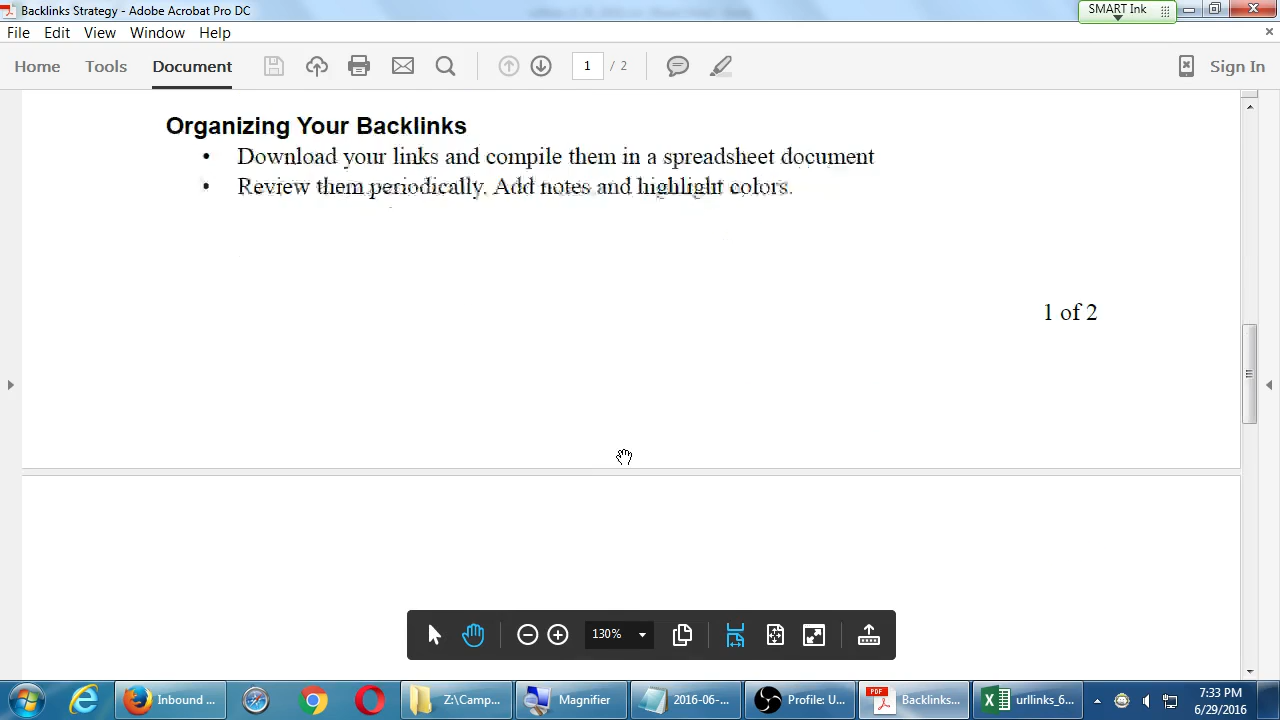 Backlinks Strategy - Adobe Acrobat Pro DC
SMART Ink
File Edit View Window Help
Home Tools Document 1 / 2 Sign In
Organizing Your Backlinks
• Download your links and compile them in a spreadsheet document
• Review them periodically. Add notes and highlight colors.
1 of 2
130%
Inbound ... Z:\Camp... Magnifier 2016-06-... Profile: U... PDF Backlinks... urllinks_6... 7:33 PM
6/29/2016